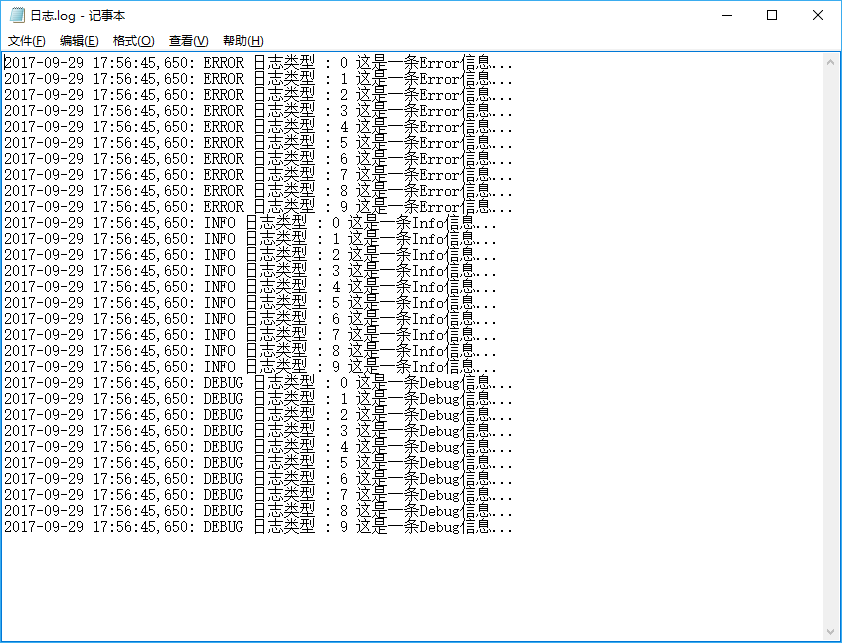 日志.log - 记事本
文件(F) 编辑(E) 格式(O) 查看(V) 帮助(H)
2017-09-29 17:56:45,650: ERROR 日志类型 : 0 这是一条Error信息...
2017-09-29 17:56:45,650: ERROR 日志类型 : 1 这是一条Error信息...
2017-09-29 17:56:45,650: ERROR 日志类型 : 2 这是一条Error信息...
2017-09-29 17:56:45,650: ERROR 日志类型 : 3 这是一条Error信息...
2017-09-29 17:56:45,650: ERROR 日志类型 : 4 这是一条Error信息...
2017-09-29 17:56:45,650: ERROR 日志类型 : 5 这是一条Error信息...
2017-09-29 17:56:45,650: ERROR 日志类型 : 6 这是一条Error信息...
2017-09-29 17:56:45,650: ERROR 日志类型 : 7 这是一条Error信息...
2017-09-29 17:56:45,650: ERROR 日志类型 : 8 这是一条Error信息...
2017-09-29 17:56:45,650: ERROR 日志类型 : 9 这是一条Error信息...
2017-09-29 17:56:45,650: INFO 日志类型 : 0 这是一条Info信息...
2017-09-29 17:56:45,650: INFO 日志类型 : 1 这是一条Info信息...
2017-09-29 17:56:45,650: INFO 日志类型 : 2 这是一条Info信息...
2017-09-29 17:56:45,650: INFO 日志类型 : 3 这是一条Info信息...
2017-09-29 17:56:45,650: INFO 日志类型 : 4 这是一条Info信息...
2017-09-29 17:56:45,650: INFO 日志类型 : 5 这是一条Info信息...
2017-09-29 17:56:45,650: INFO 日志类型 : 6 这是一条Info信息...
2017-09-29 17:56:45,650: INFO 日志类型 : 7 这是一条Info信息...
2017-09-29 17:56:45,650: INFO 日志类型 : 8 这是一条Info信息...
2017-09-29 17:56:45,650: INFO 日志类型 : 9 这是一条Info信息...
2017-09-29 17:56:45,650: DEBUG 日志类型 : 0 这是一条Debug信息...
2017-09-29 17:56:45,650: DEBUG 日志类型 : 1 这是一条Debug信息...
2017-09-29 17:56:45,650: DEBUG 日志类型 : 2 这是一条Debug信息...
2017-09-29 17:56:45,650: DEBUG 日志类型 : 3 这是一条Debug信息...
2017-09-29 17:56:45,650: DEBUG 日志类型 : 4 这是一条Debug信息...
2017-09-29 17:56:45,650: DEBUG 日志类型 : 5 这是一条Debug信息...
2017-09-29 17:56:45,650: DEBUG 日志类型 : 6 这是一条Debug信息...
2017-09-29 17:56:45,650: DEBUG 日志类型 : 7 这是一条Debug信息...
2017-09-29 17:56:45,650: DEBUG 日志类型 : 8 这是一条Debug信息...
2017-09-29 17:56:45,650: DEBUG 日志类型 : 9 这是一条Debug信息...